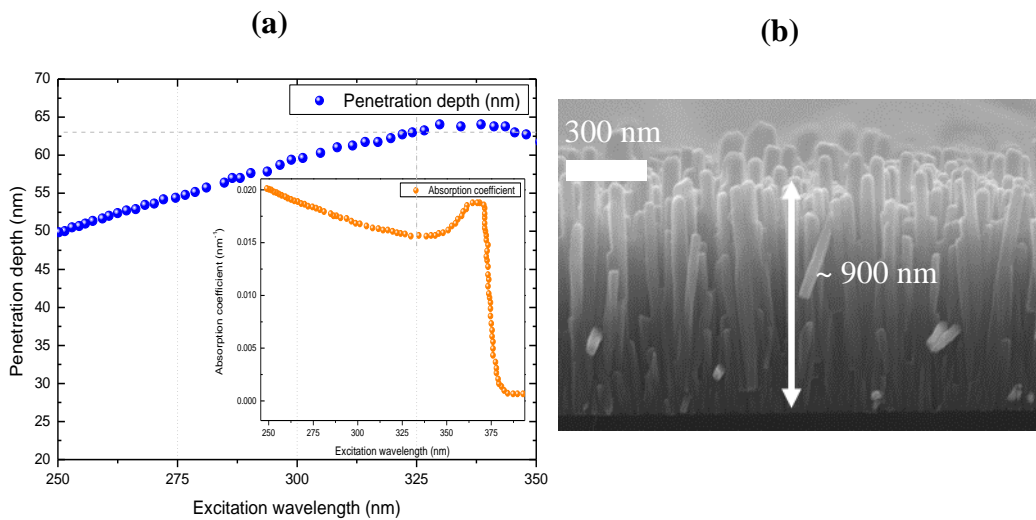 (a)
(b)
Penetration depth (nm)
70
65
60
55
50
45
40
35
30
25
20
Penetration depth (nm)
250
275
300
325
350
Excitation wavelength (nm)
Absorption coefficient
0.020
0.015
0.010
0.005
0.000
Absorption coefficient (nm⁻¹)
250
275
300
325
350
375
Excitation wavelength (nm)
300 nm
~ 900 nm